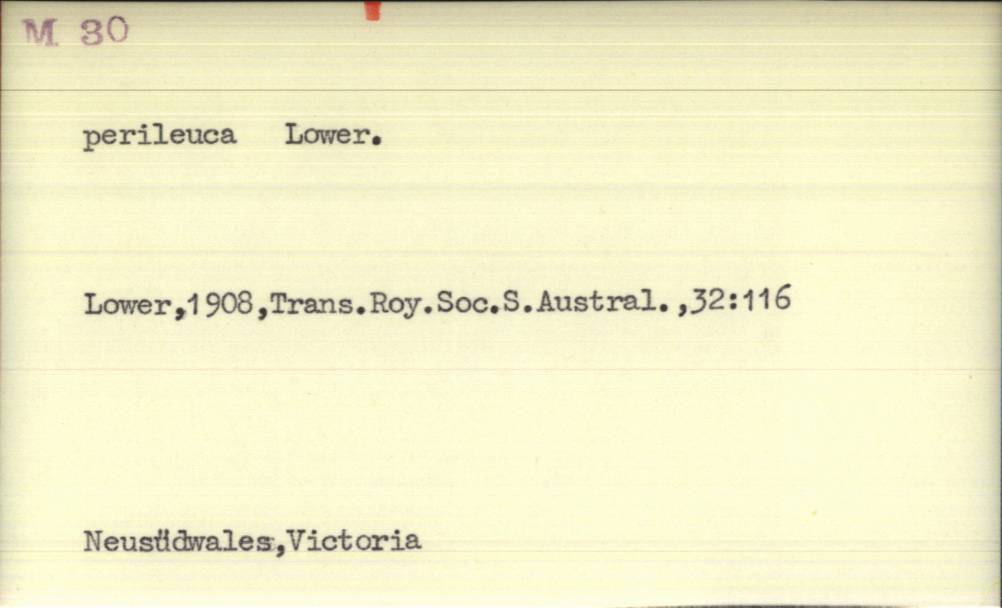 M 30
perileuca Lower.
Lower,1908,Trans.Roy.Soc.S.Austral.,32:116
Neusüdwales,Victoria